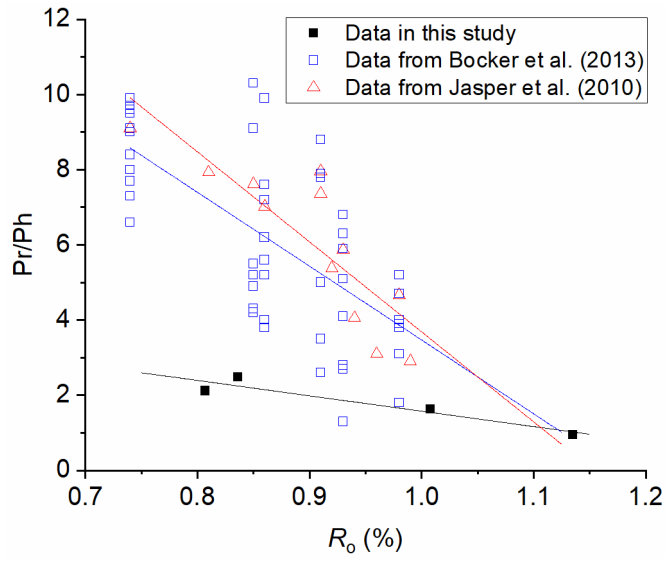 12
10
8
6
4
2
0
Pr/Ph
Data in this study
Data from Bocker et al. (2013)
Data from Jasper et al. (2010)
0.7 0.8 0.9 1.0 1.1 1.2
Ro (%)